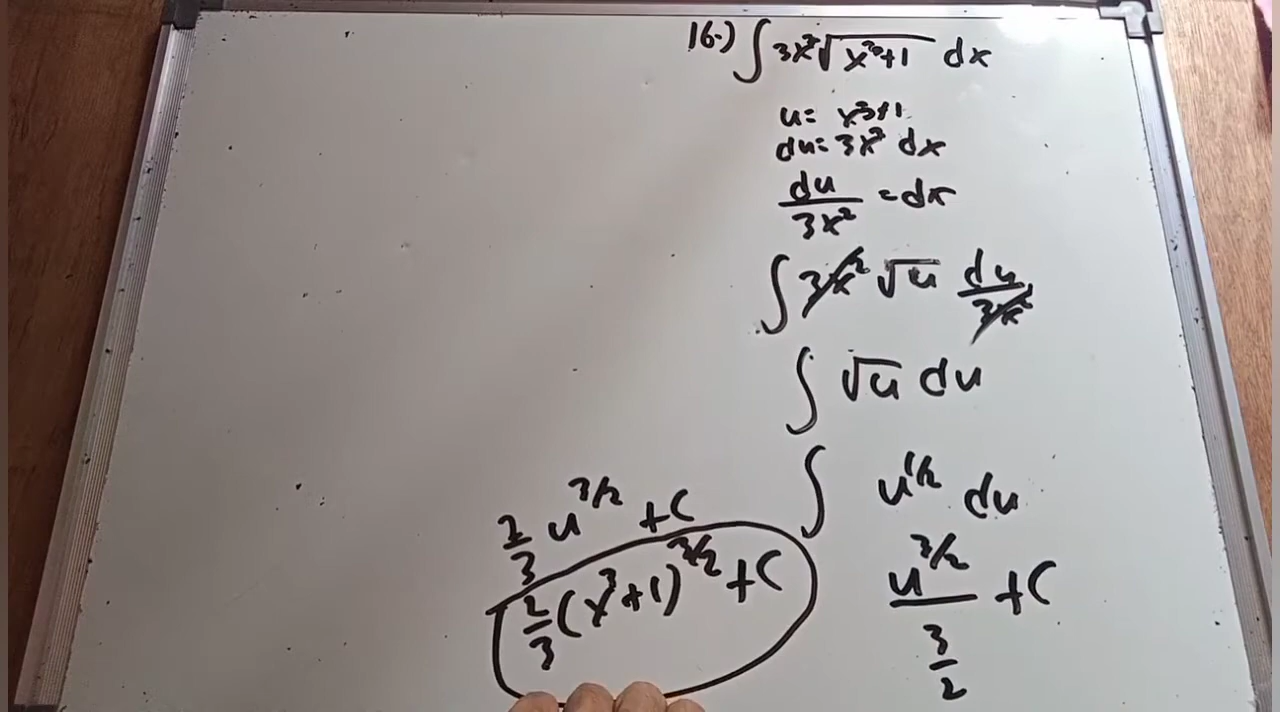 16.) ∫ 3x²√(x³+1) dx
u = x³+1
du = 3x² dx
du/3x² = dx
∫ 3x² √u du/3x²
∫ √u du
∫ u^1/2 du
u^3/2 / 3/2 + C
2/3 u^3/2 + C
2/3 (x³+1)^3/2 + C